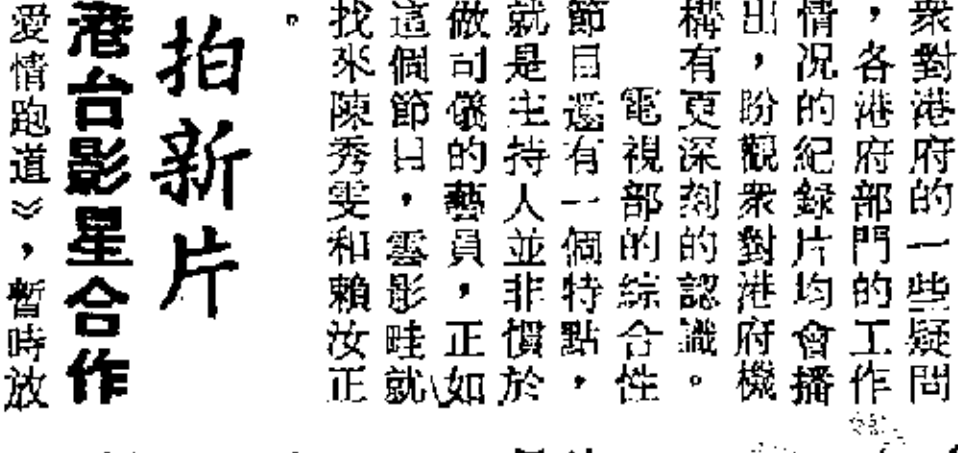 衆對港府的一些疑問
，各港府部門的工作
情況的紀錄片均會播
出，盼觀衆對港府機
構有更深刻的認識。
電視部的綜合性
節目還有一個特點，
就是主持人並非慣於
做司儀的藝員，正如
這個節目，雲影畦就
找來陳秀雯和賴汝正
。
拍新片
港台影星合作
愛情跑道》，暫時放